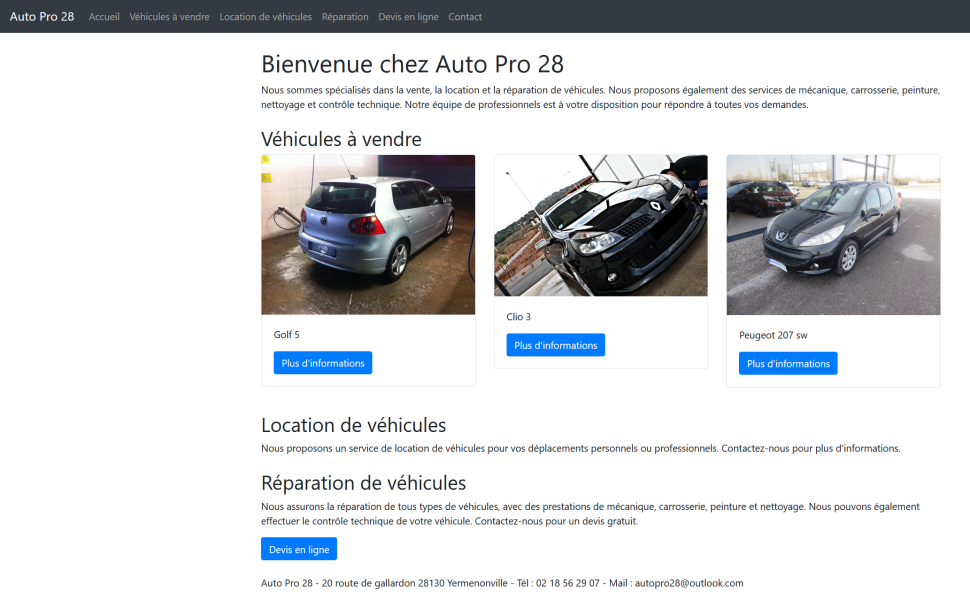 Auto Pro 28 Accueil Véhicules à vendre Location de véhicules Réparation Devis en ligne Contact
Bienvenue chez Auto Pro 28
Nous sommes spécialisés dans la vente, la location et la réparation de véhicules. Nous proposons également des services de mécanique, carrosserie, peinture,
nettoyage et contrôle technique. Notre équipe de professionnels est à votre disposition pour répondre à toutes vos demandes.
Véhicules à vendre
Golf 5
Plus d'informations
Clio 3
Plus d'informations
Peugeot 207 sw
Plus d'informations
Location de véhicules
Nous proposons un service de location de véhicules pour vos déplacements personnels ou professionnels. Contactez-nous pour plus d'informations.
Réparation de véhicules
Nous assurons la réparation de tous types de véhicules, avec des prestations de mécanique, carrosserie, peinture et nettoyage. Nous pouvons également
effectuer le contrôle technique de votre véhicule. Contactez-nous pour un devis gratuit.
Devis en ligne
Auto Pro 28 - 20 route de gallardon 28130 Yermenonville - Tél : 02 18 56 29 07 - Mail : autopro28@outlook.com